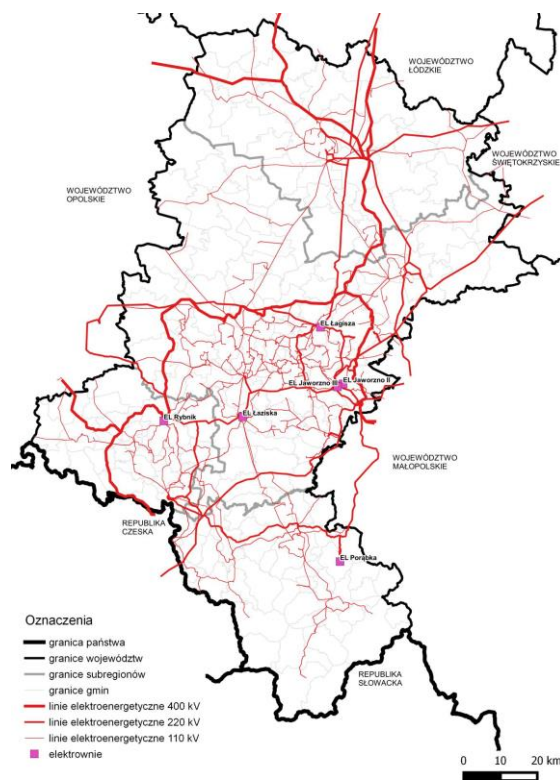 WOJEWÓDZTWO
ŁÓDZKIE
WOJEWÓDZTWO
ŚWIĘTOKRZYSKIE
WOJEWÓDZTWO
OPOLSKIE
EL Łagisza
EL Jaworzno III
EL Jaworzno II
EL Rybnik
EL Łaziska
WOJEWÓDZTWO
MAŁOPOLSKIE
REPUBLIKA
CZESKA
EL Porąbka
Oznaczenia
granica państwa
granice województw
granice subregionów
granice gmin
linie elektroenergetyczne 400 kV
linie elektroenergetyczne 220 kV
linie elektroenergetyczne 110 kV
elektrownie
REPUBLIKA
SŁOWACKA
0 10 20 km